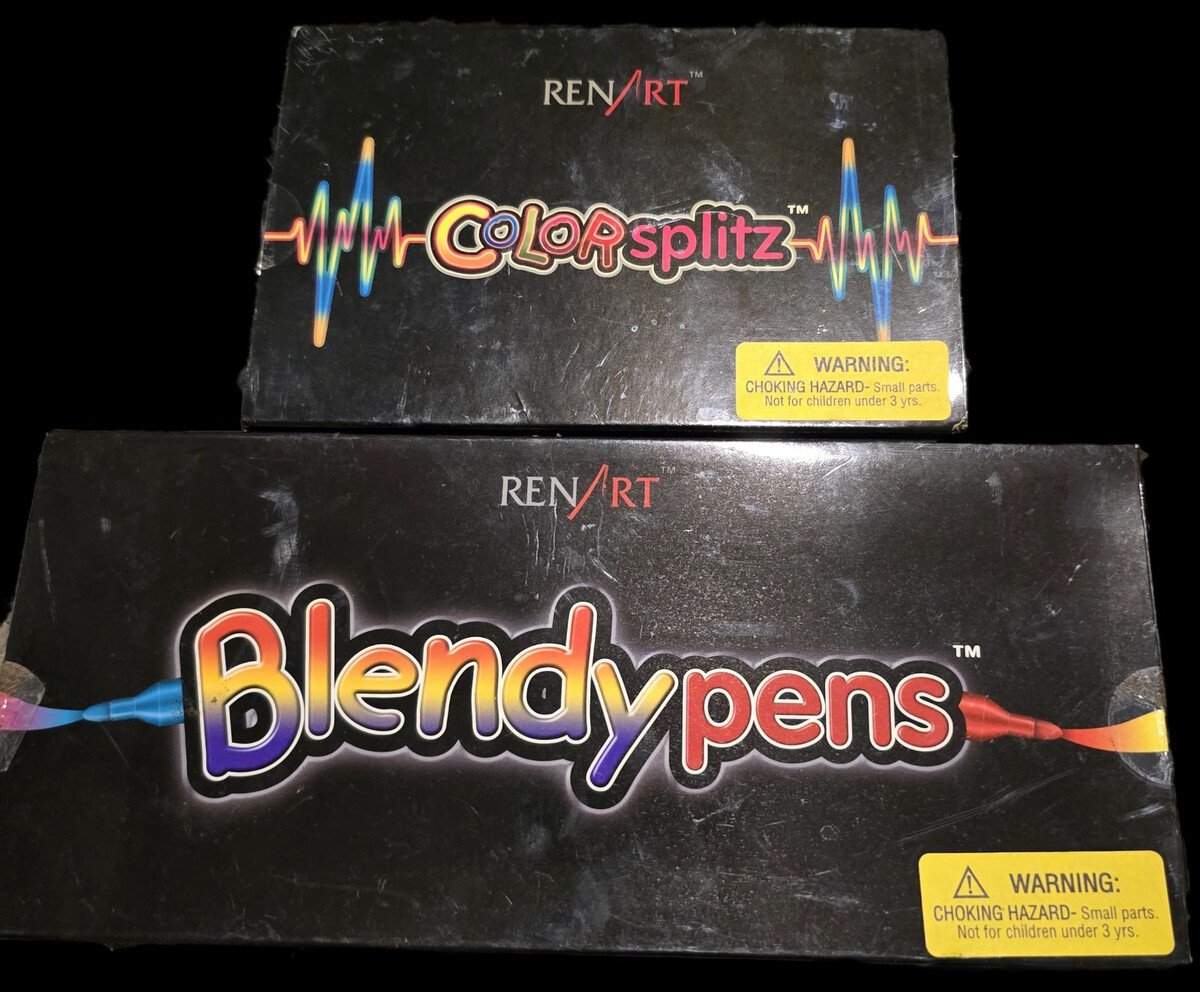 RENART™
COLORsplitz™
WARNING:
CHOKING HAZARD- Small parts.
Not for children under 3 yrs.
RENART™
Blendypens™
WARNING:
CHOKING HAZARD- Small parts.
Not for children under 3 yrs.